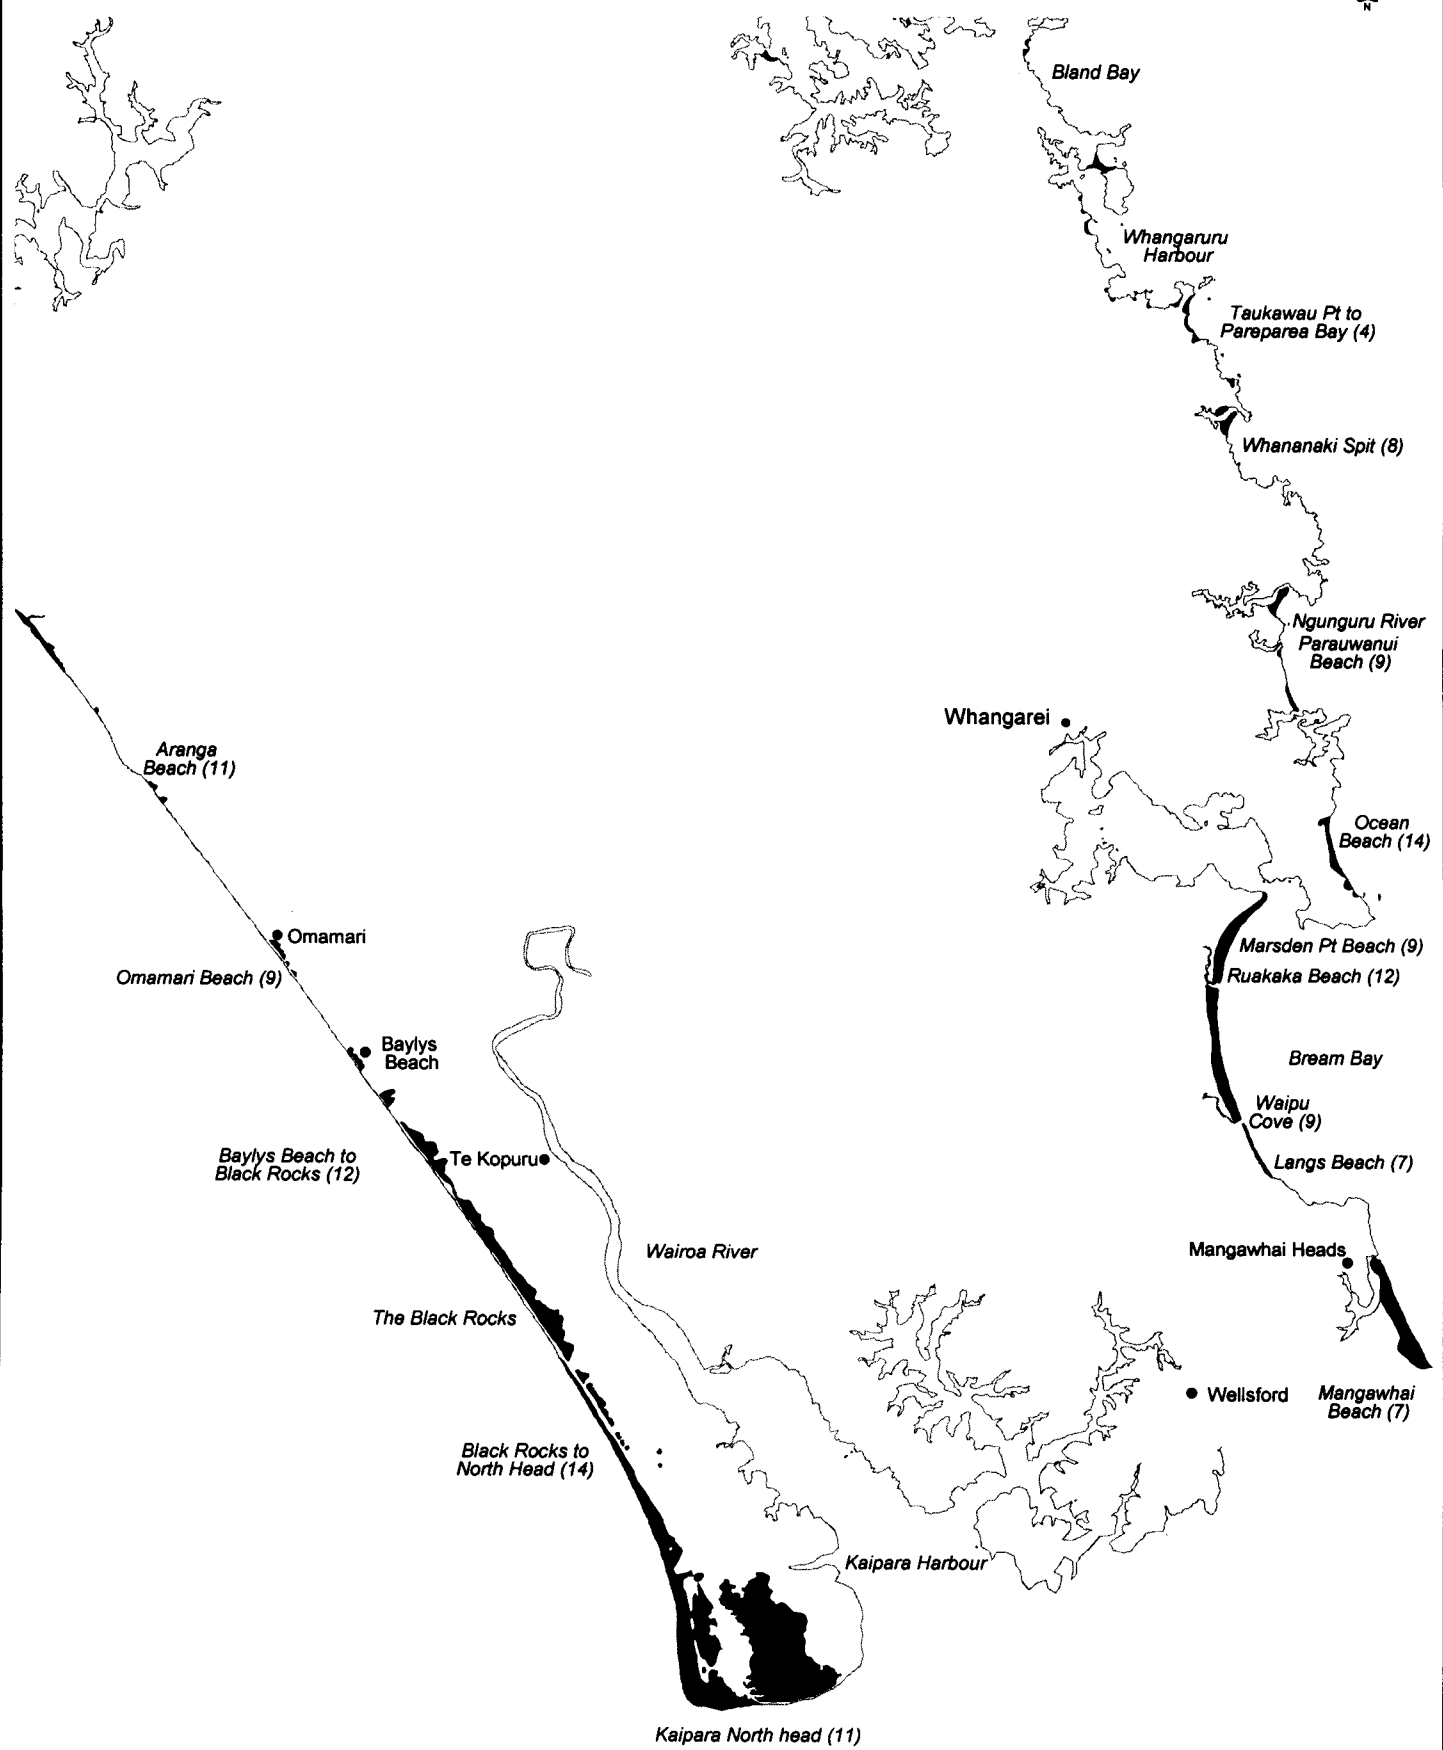 N
Bland Bay
Whangaruru
Harbour
Taukawau Pt to
Pareparea Bay (4)
Whananaki Spit (8)
Ngunguru River
Parauwanui
Beach (9)
Whangarei
Aranga
Beach (11)
Ocean
Beach (14)
Omamari
Omamari Beach (9)
Marsden Pt Beach (9)
Ruakaka Beach (12)
Baylys
Beach
Bream Bay
Waipu
Cove (9)
Baylys Beach to
Black Rocks (12)
Te Kopuru
Langs Beach (7)
Wairoa River
Mangawhai Heads
The Black Rocks
Wellsford
Mangawhai
Beach (7)
Black Rocks to
North Head (14)
Kaipara Harbour
Kaipara North head (11)